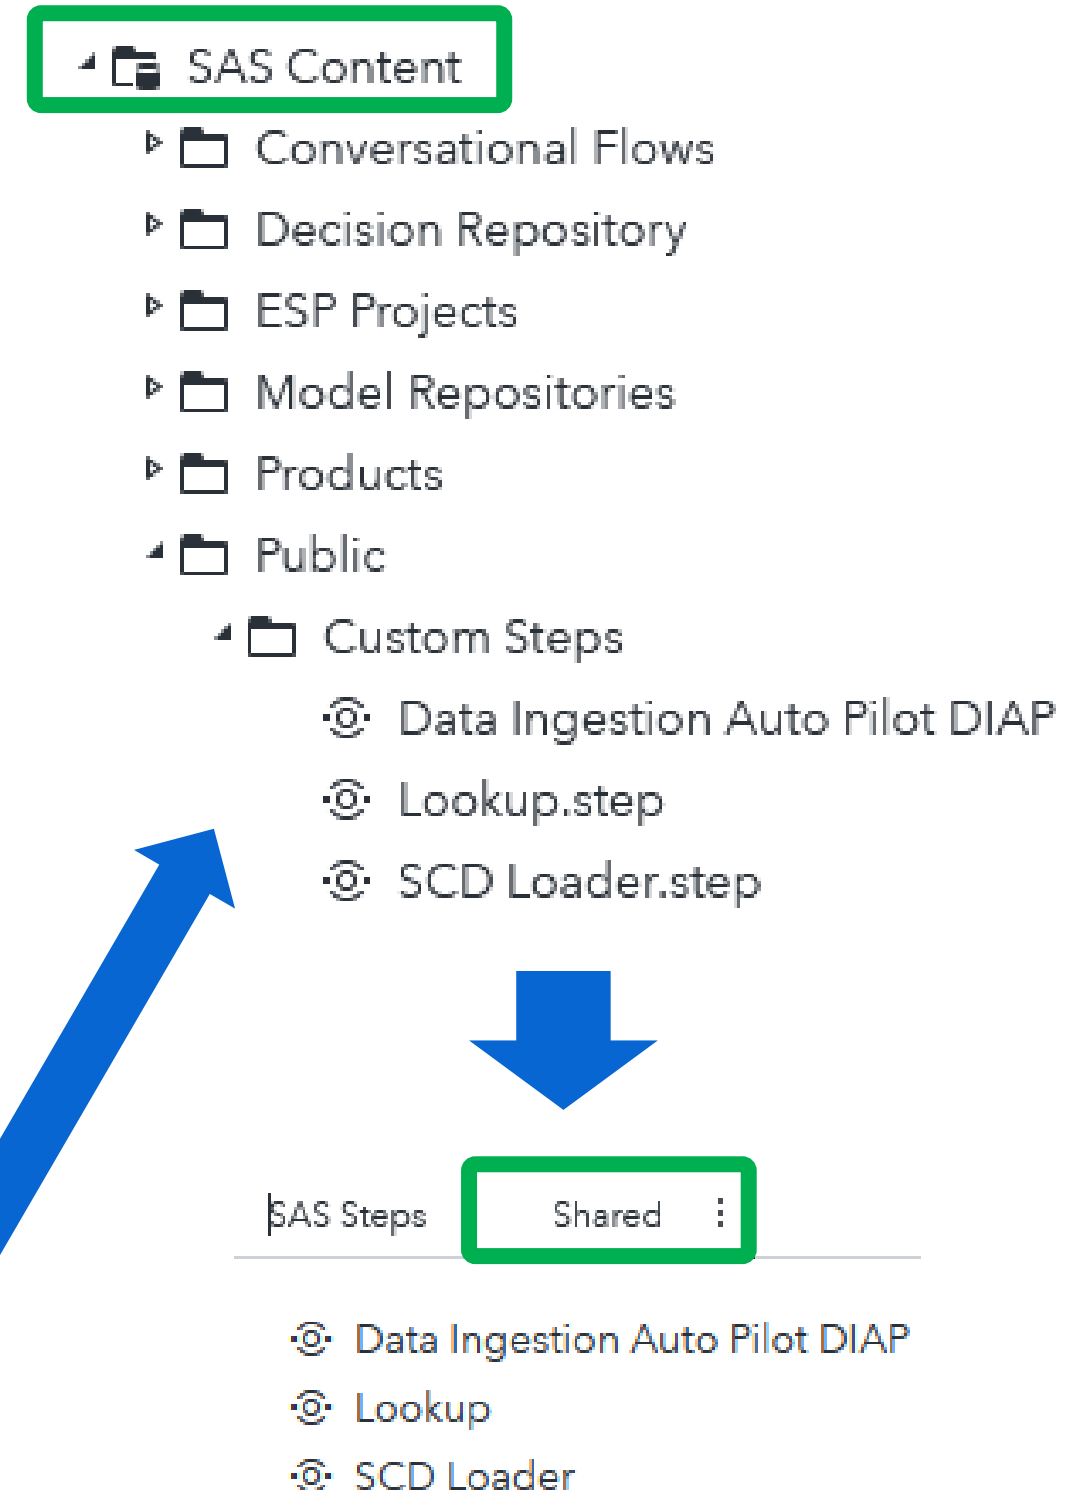 SAS Content
Conversational Flows
Decision Repository
ESP Projects
Model Repositories
Products
Public
Custom Steps
Data Ingestion Auto Pilot DIAP
Lookup.step
SCD Loader.step
SAS Steps Shared
Data Ingestion Auto Pilot DIAP
Lookup
SCD Loader